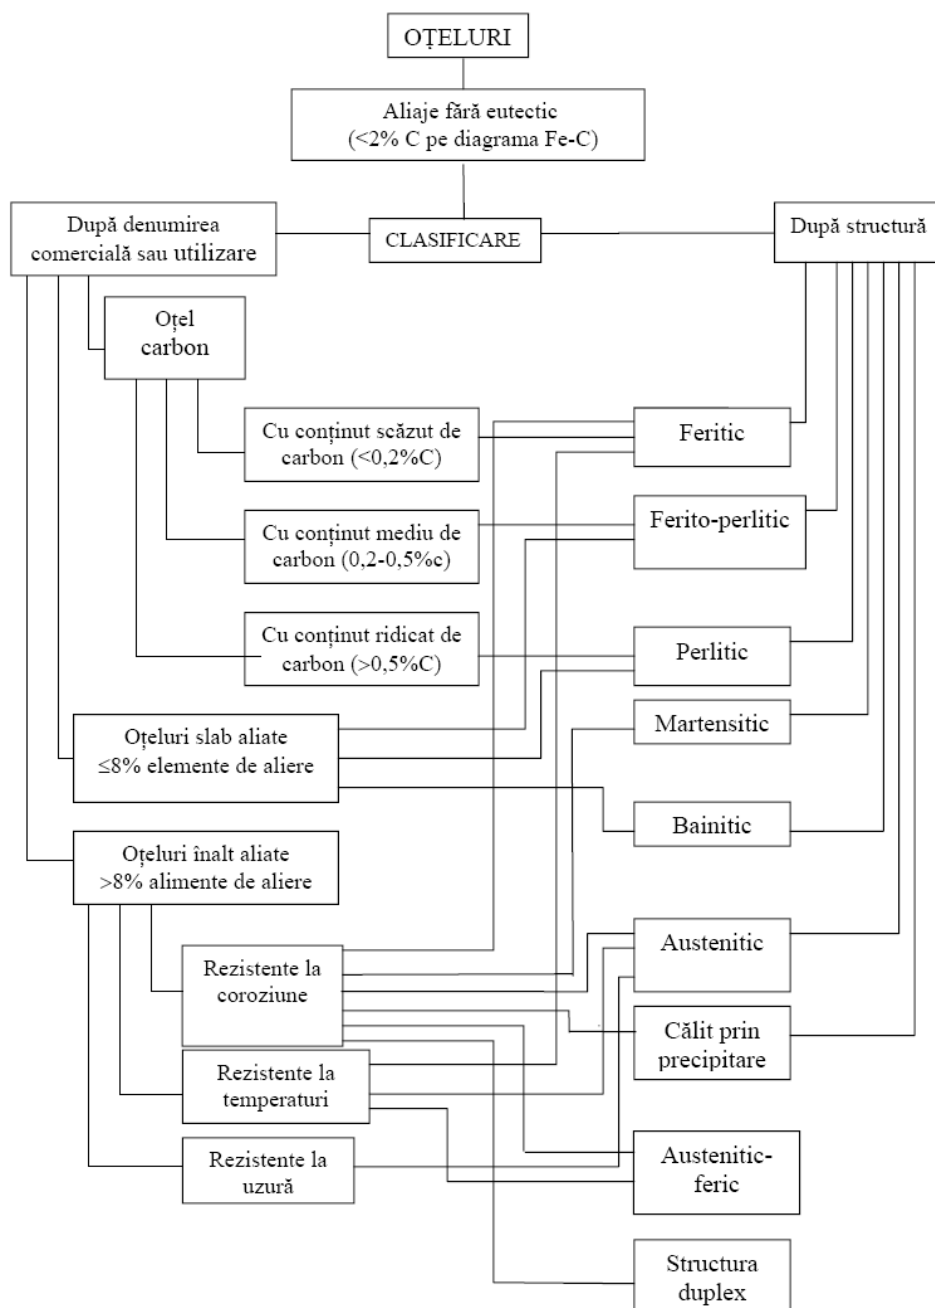 OȚELURI
Aliaje fără eutectic
(<2% C pe diagrama Fe-C)
După denumirea
comercială sau utilizare
CLASIFICARE
După structură
Oțel
carbon
Cu conținut scăzut de
carbon (<0,2%C)
Feritic
Cu conținut mediu de
carbon (0,2-0,5%c)
Ferito-perlitic
Cu conținut ridicat de
carbon (>0,5%C)
Perlitic
Oțeluri slab aliate
≤8% elemente de aliere
Martensitic
Bainitic
Oțeluri înalt aliate
>8% alimente de aliere
Rezistente la
coroziune
Austenitic
Călit prin
precipitare
Rezistente la
temperaturi
Rezistente la
uzură
Austenitic-
feric
Structura
duplex